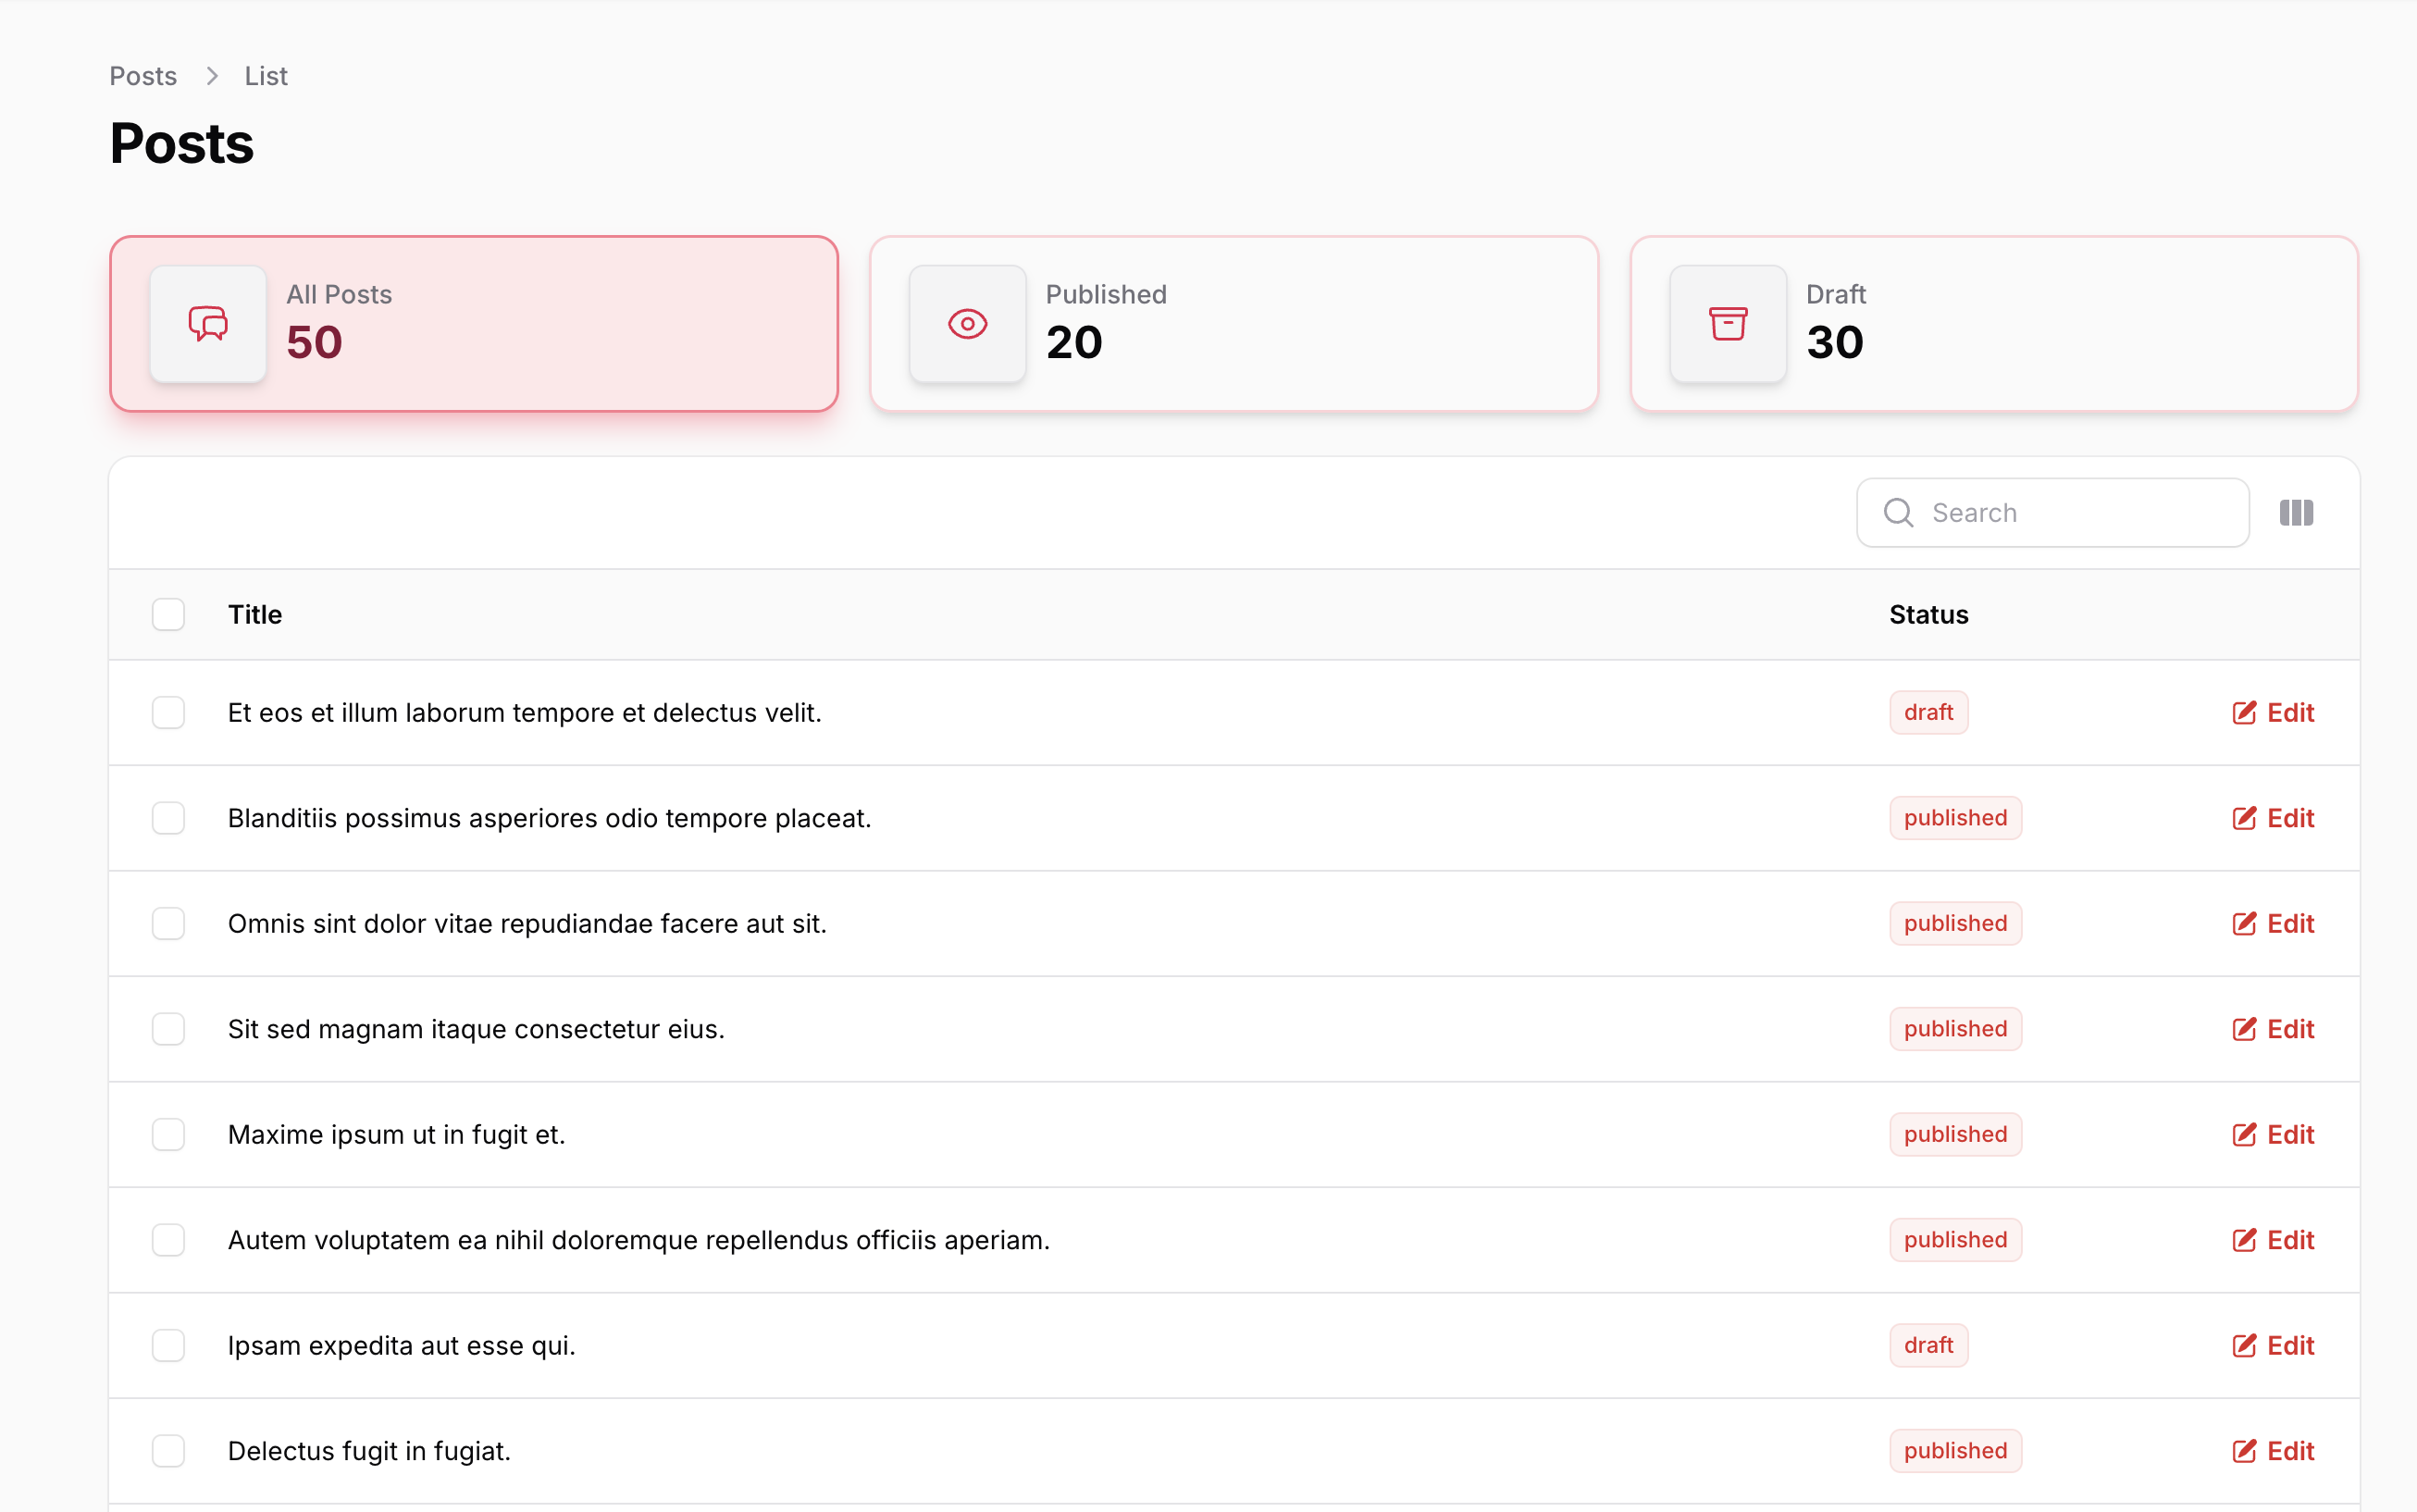 Posts > List
Posts
All Posts
50
Published
20
Draft
30
Search
Title Status
Et eos et illum laborum tempore et delectus velit. draft Edit
Blanditiis possimus asperiores odio tempore placeat. published Edit
Omnis sint dolor vitae repudiandae facere aut sit. published Edit
Sit sed magnam itaque consectetur eius. published Edit
Maxime ipsum ut in fugit et. published Edit
Autem voluptatem ea nihil doloremque repellendus officiis aperiam. published Edit
Ipsam expedita aut esse qui. draft Edit
Delectus fugit in fugiat. published Edit